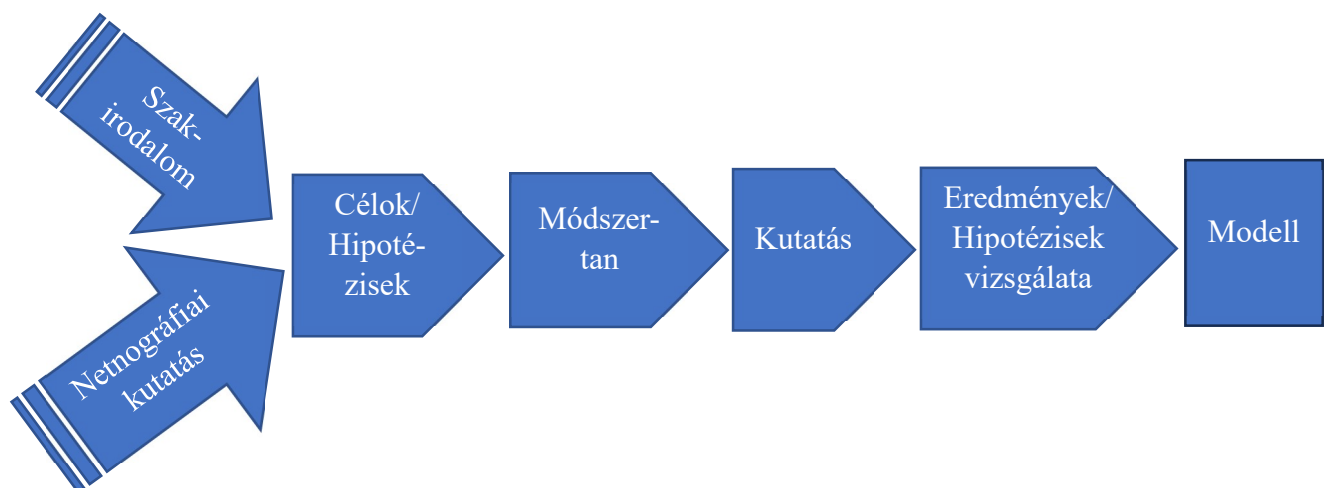 Szak-
irodalom
Netnográfiai
kutatás
Célok/
Hipoté-
zisek
Módszer-
tan
Kutatás
Eredmények/
Hipotézisek
vizsgálata
Modell